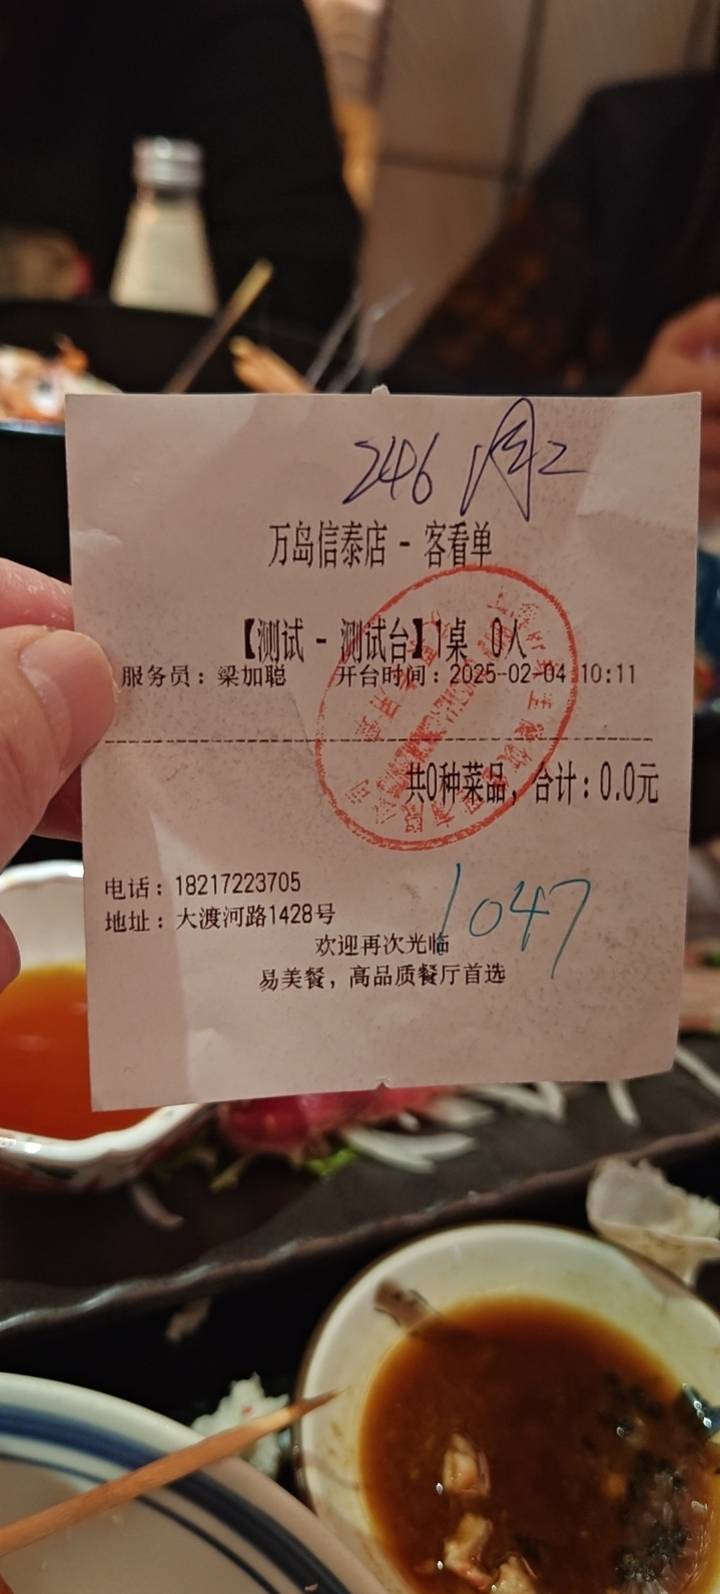 246 周2
万岛信泰店 - 客看单
【测试 - 测试台】1桌 0人
服务员：梁加聪 开台时间：2025-02-04 10:11
共0种菜品，合计：0.0元
电话：18217223705
地址：大渡河路1428号
1047
欢迎再次光临
易美餐，高品质餐厅首选